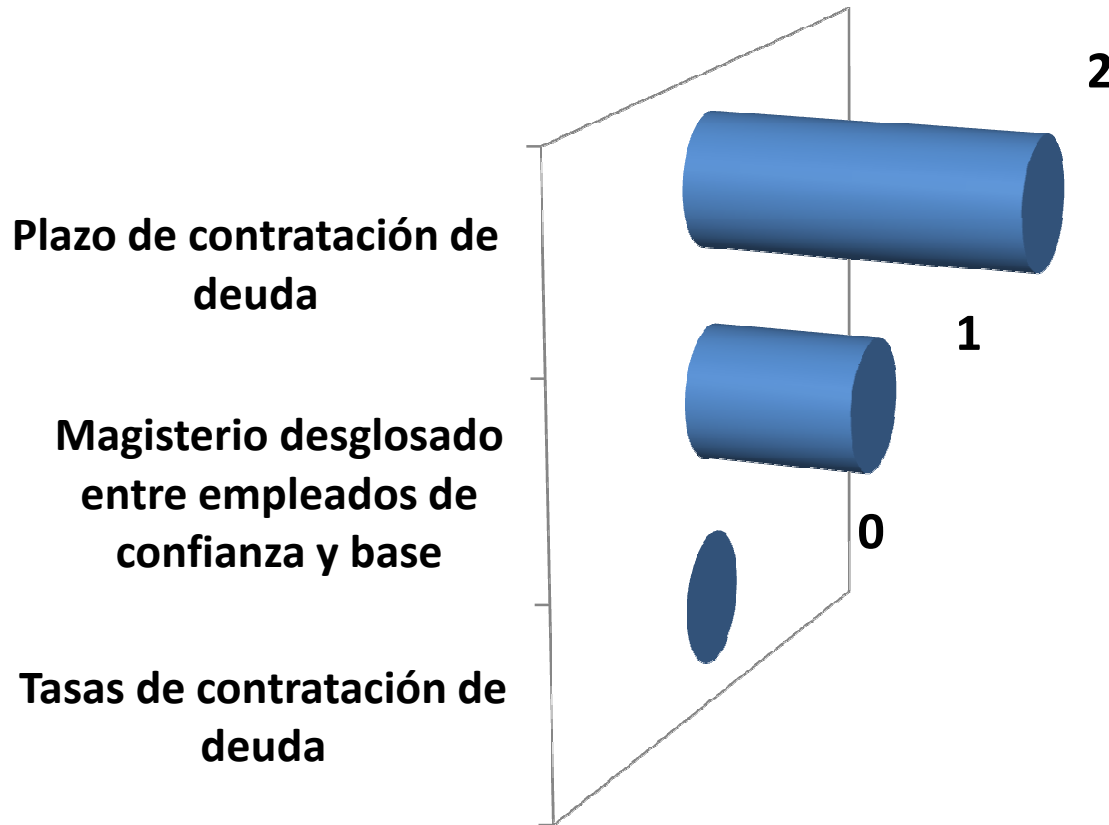 2
Plazo de contratación de
deuda
1
Magisterio desglosado
entre empleados de
confianza y base
0
Tasas de contratación de
deuda